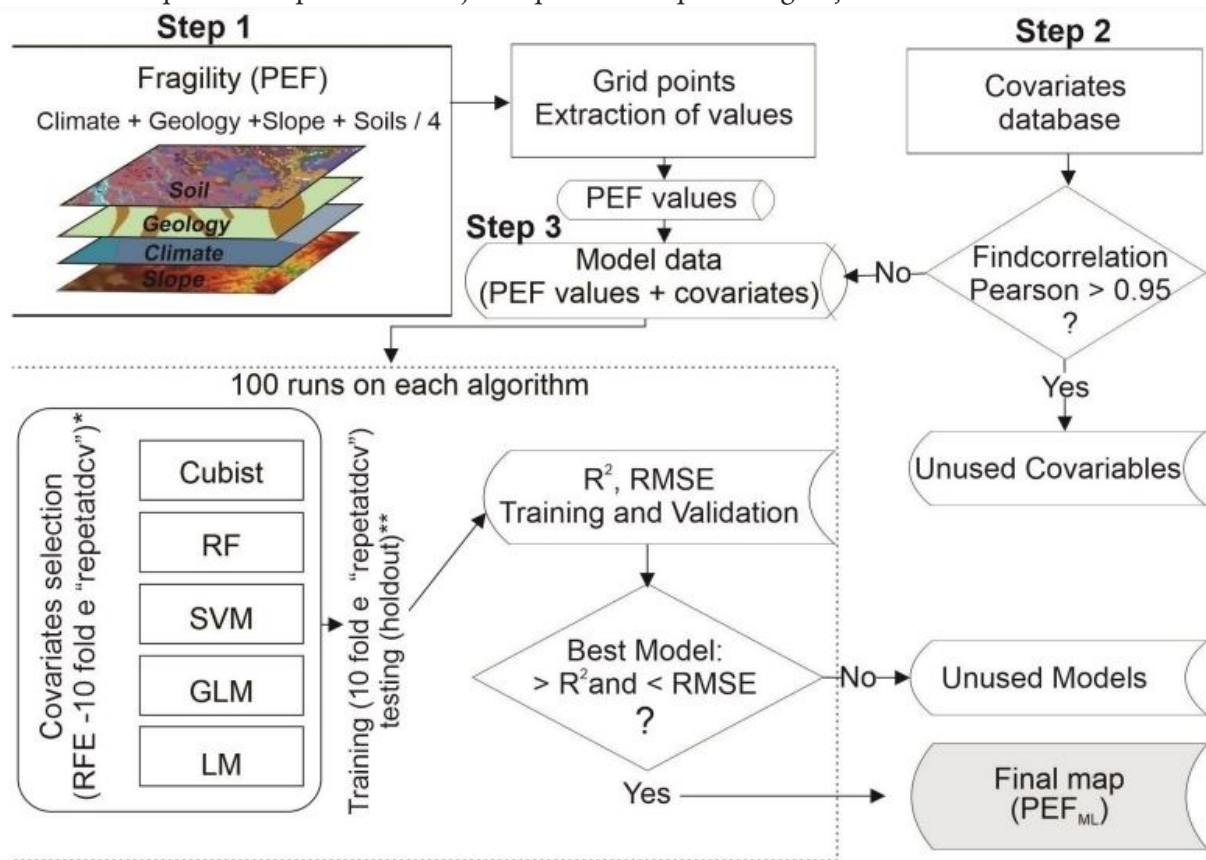 Step 1
Fragility (PEF)
Climate + Geology +Slope + Soils / 4
Soil
Geology
Climate
Slope
Grid points
Extraction of values
PEF values
Step 2
Covariates
database
Findcorrelation
Pearson > 0.95
?
No
Yes
Unused Covariables
Step 3
Model data
(PEF values + covariates)
100 runs on each algorithm
Covariates selection
(RFE -10 fold e “repetatdcv”)*
Cubist
RF
SVM
GLM
LM
Training (10 fold e “repetatdcv”)
testing (holdout)**
R², RMSE
Training and Validation
Best Model:
> R² and < RMSE
?
No
Unused Models
Yes
Final map
(PEF_ML)